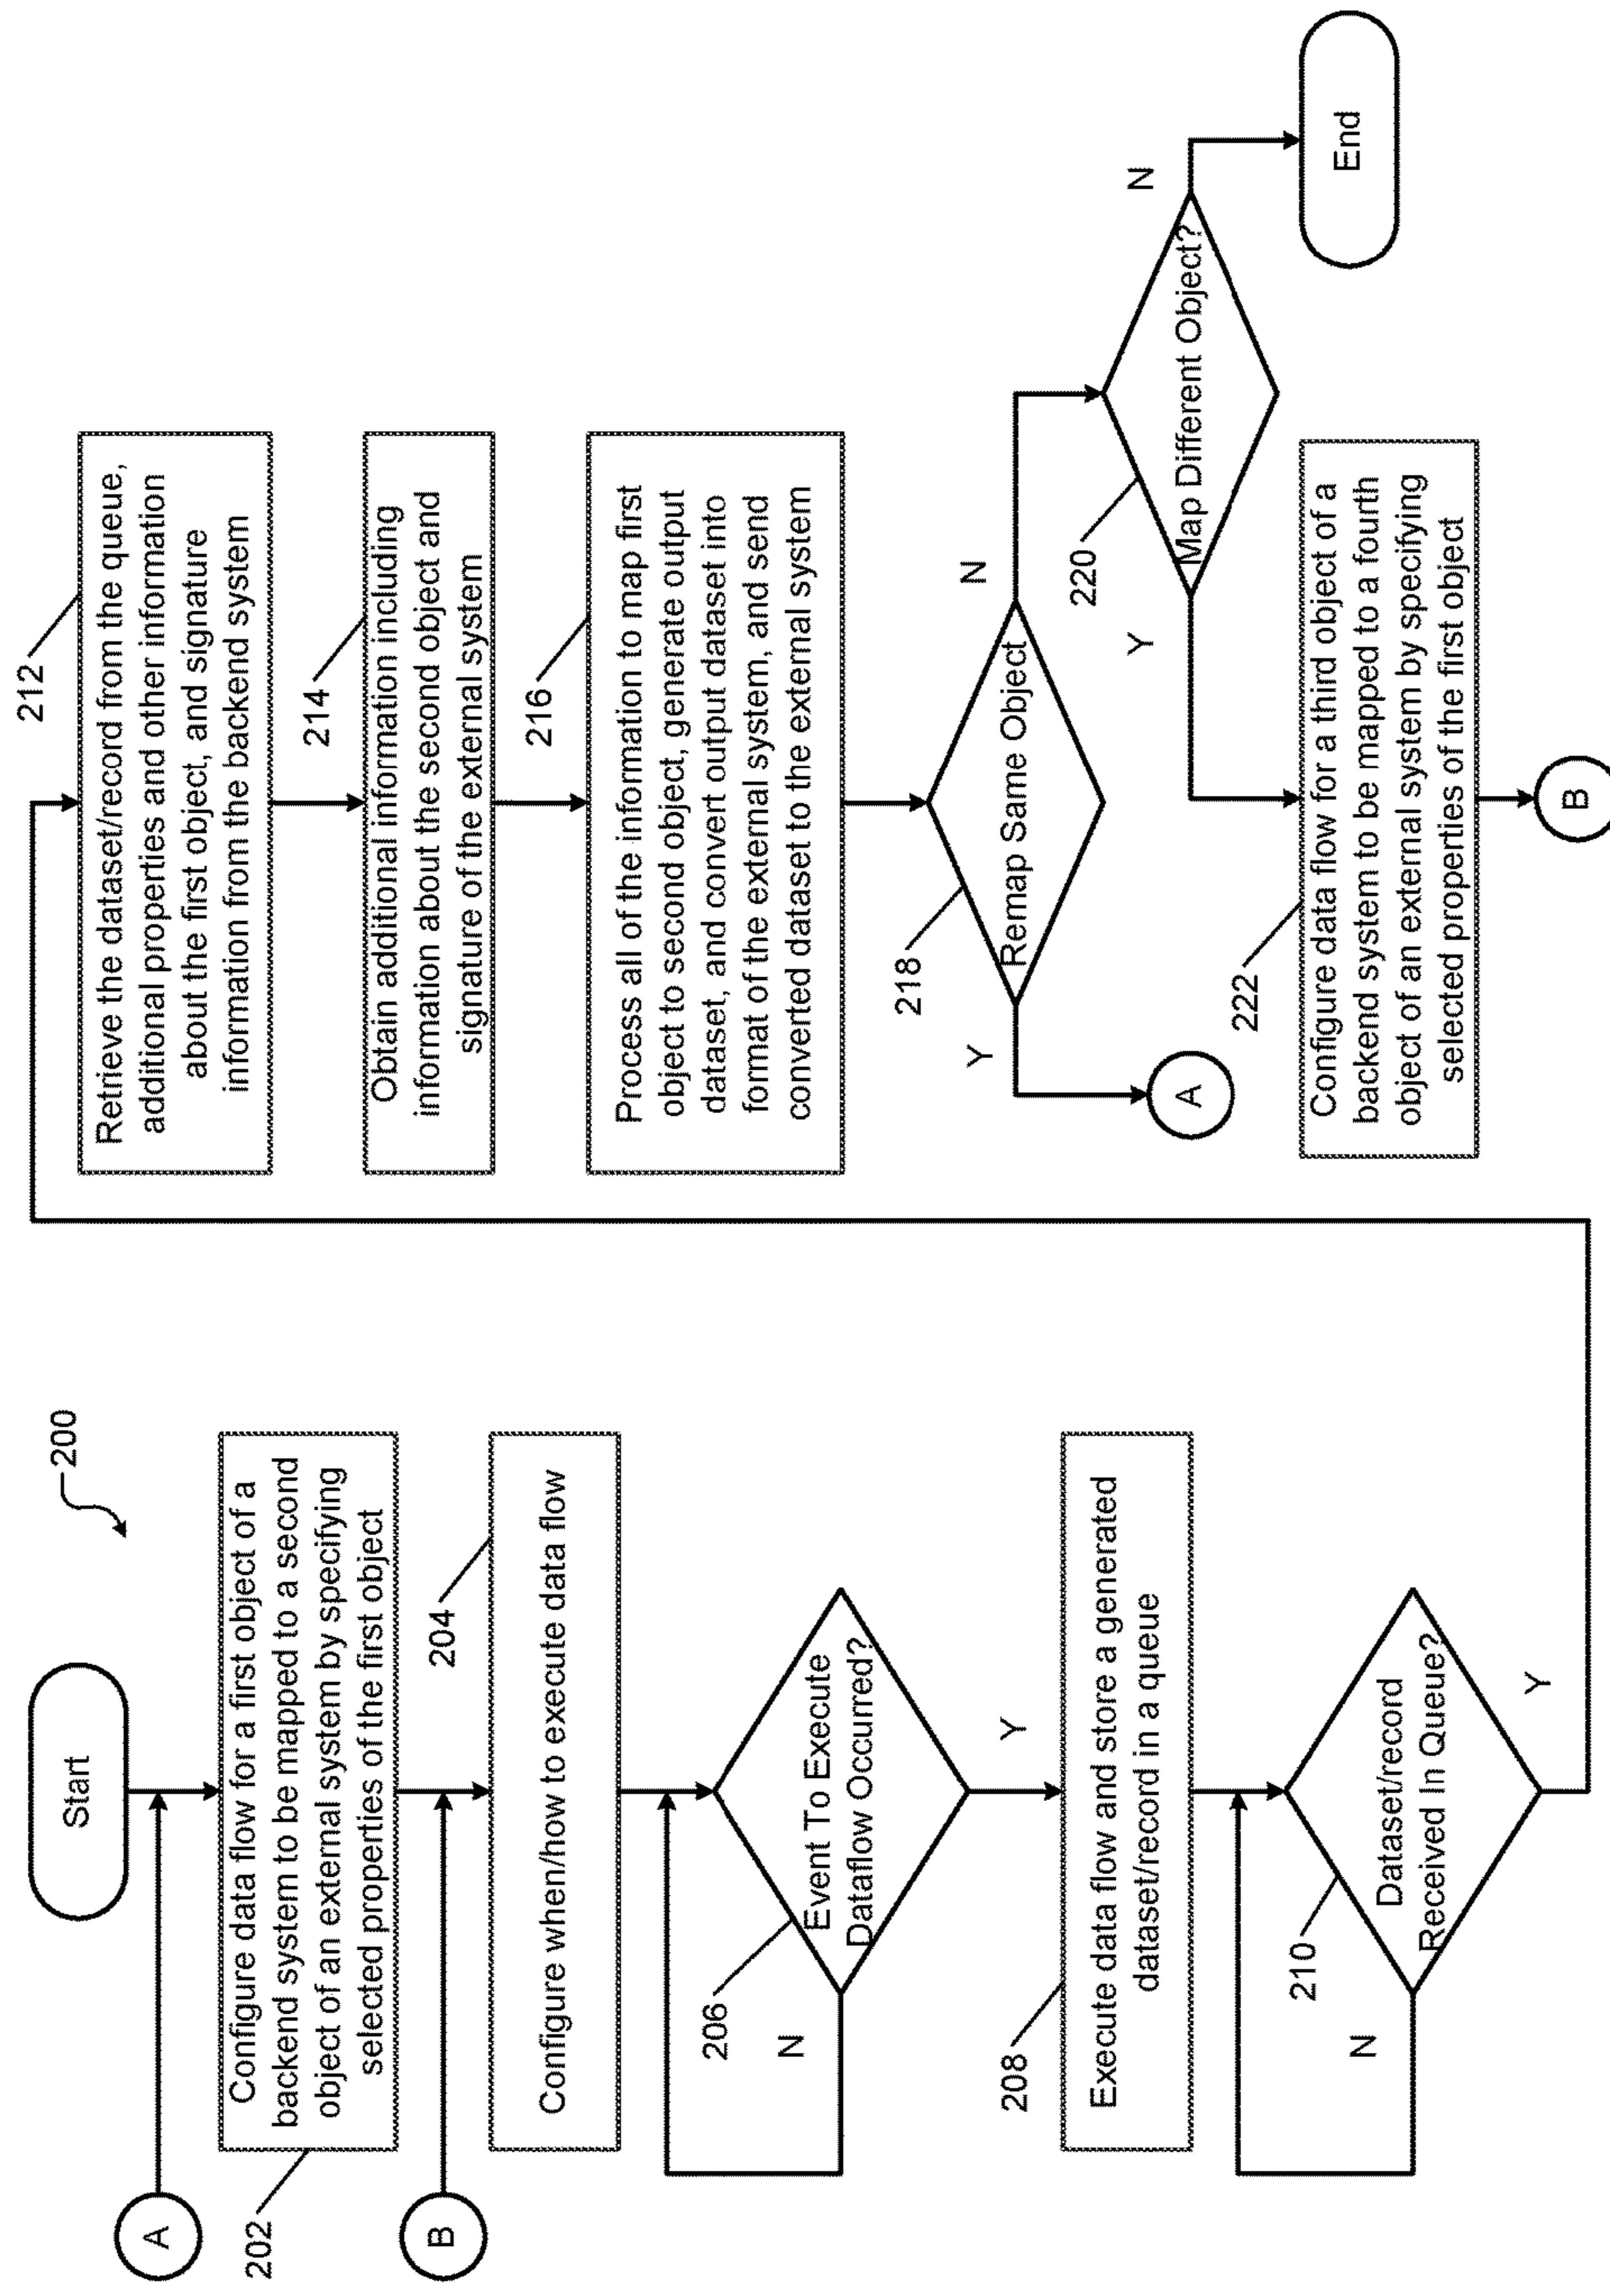 200
Start
A
Configure data flow for a first object of a
backend system to be mapped to a second
object of an external system by specifying
selected properties of the first object
202
B
204
Configure when/how to execute data flow
206
Event To Execute
Dataflow Occurred?
N
Y
208
Execute data flow and store a generated
dataset/record in a queue
210
Dataset/record
Received In Queue?
N
Y
212
Retrieve the dataset/record from the queue,
additional properties and other information
about the first object, and signature
information from the backend system
214
Obtain additional information including
information about the second object and
signature of the external system
216
Process all of the information to map first
object to second object, generate output
dataset, and convert output dataset into
format of the external system, and send
converted dataset to the external system
218
Remap Same Object
Y
N
A
220
Map Different Object?
Y
N
222
Configure data flow for a third object of a
backend system to be mapped to a fourth
object of an external system by specifying
selected properties of the first object
B
End